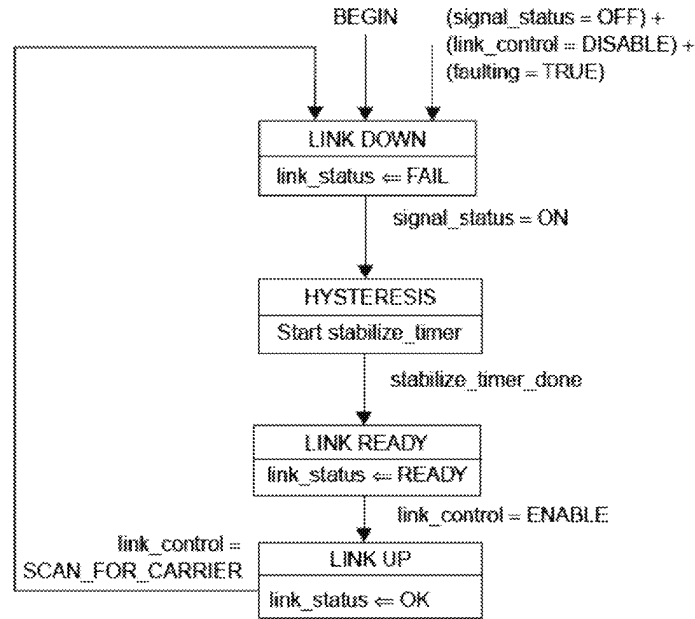 BEGIN
(signal_status = OFF) +
(link_control = DISABLE) +
(faulting = TRUE)
LINK DOWN
link_status ⇐ FAIL
signal_status = ON
HYSTERESIS
Start stabilize_timer
stabilize_timer_done
LINK READY
link_status ⇐ READY
link_control = ENABLE
link_control =
SCAN_FOR_CARRIER
LINK UP
link_status ⇐ OK